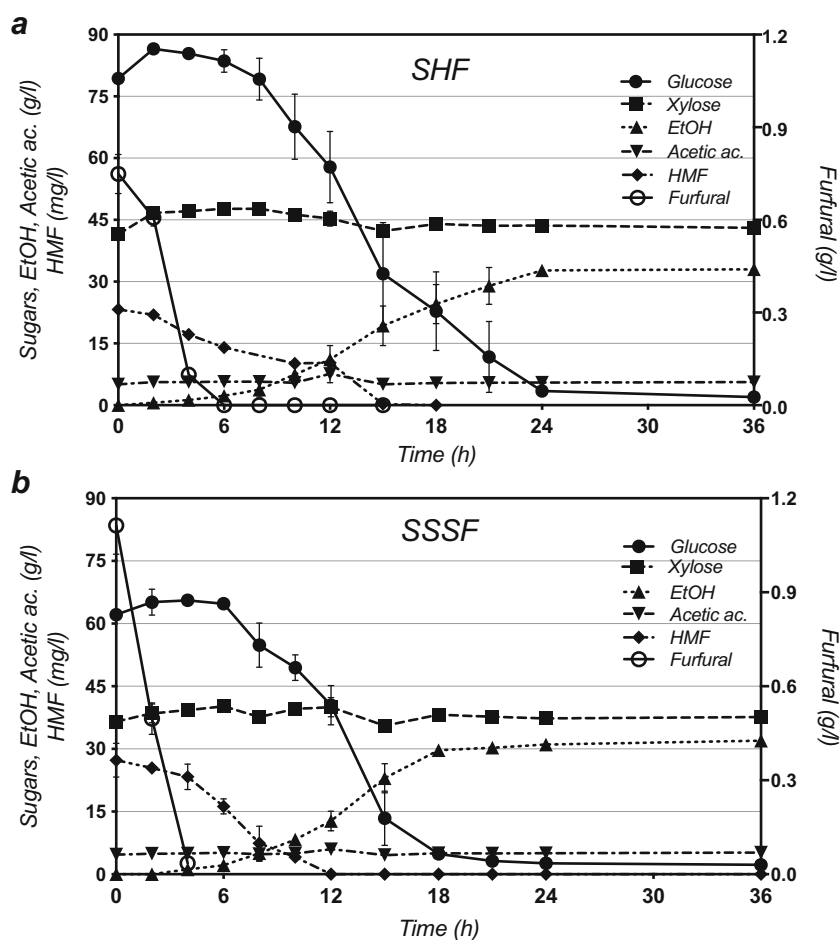 a
SHF
Sugars, EtOH, Acetic ac. (g/l)
HMF (mg/l)
90
75
60
45
30
15
0
1.2
0.9
0.6
0.3
0.0
Furfural (g/l)
Glucose
Xylose
EtOH
Acetic ac.
HMF
Furfural
0 6 12 18 24 30 36
Time (h)
b
SSSF
Sugars, EtOH, Acetic ac. (g/l)
HMF (mg/l)
90
75
60
45
30
15
0
1.2
0.9
0.6
0.3
0.0
Furfural (g/l)
Glucose
Xylose
EtOH
Acetic ac.
HMF
Furfural
0 6 12 18 24 30 36
Time (h)